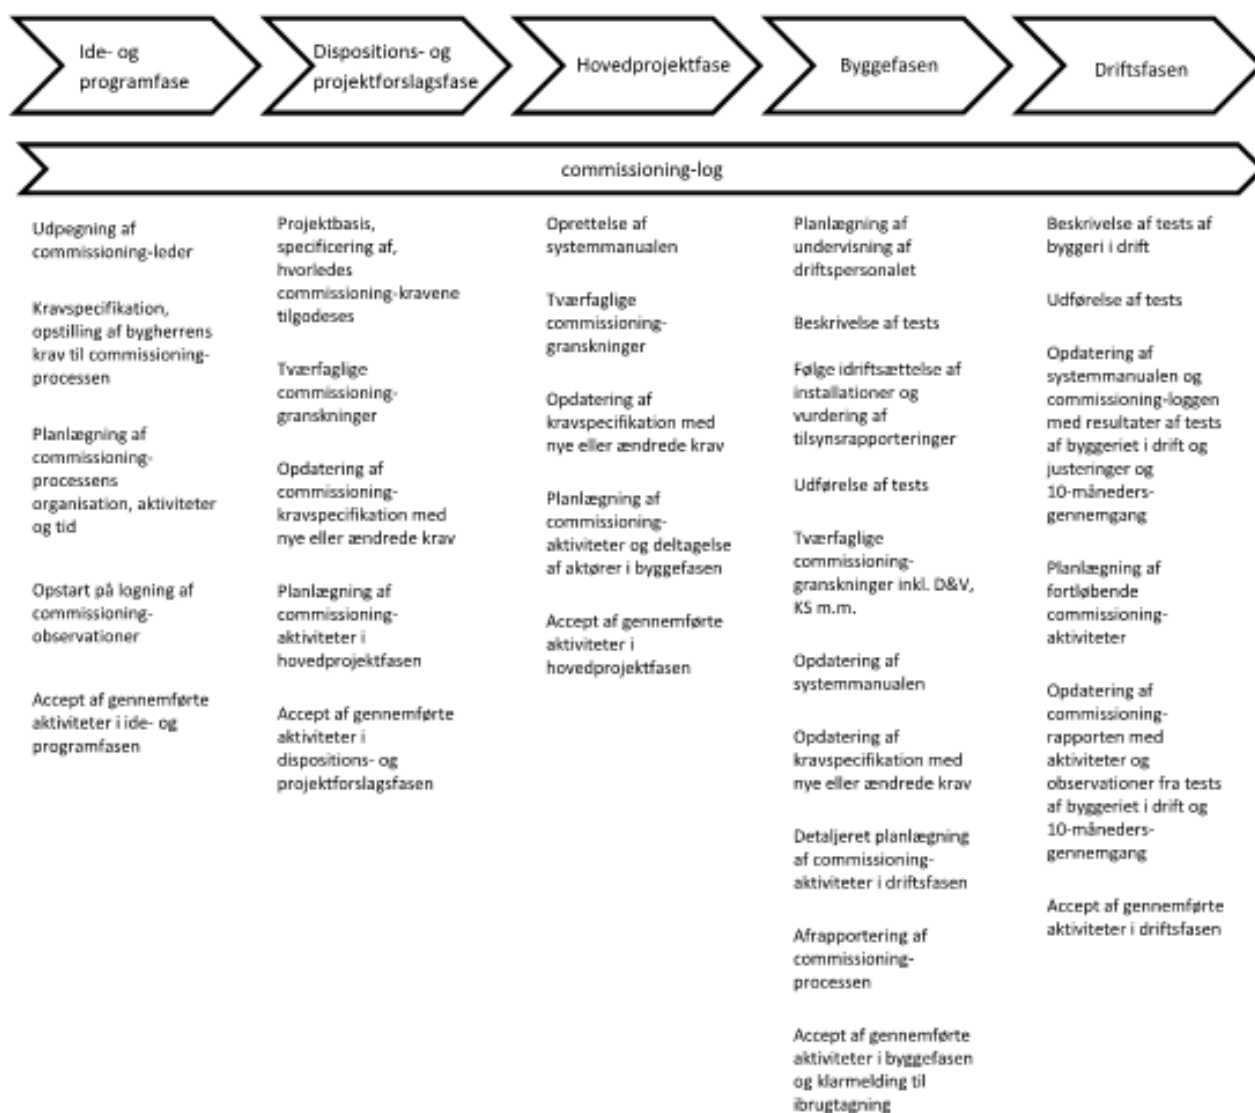 Ide- og
programfase
Dispositions- og
projektforslagsfase
Hovedprojektfase
Byggefasen
Driftsfasen
commissioning-log
Udpegning af
commissioning-leder
Kravspecifikation,
opstilling af bygherrens
krav til commissioning-
processen
Planlægning af
commissioning-
processens
organisation, aktiviteter
og tid
Opstart på logning af
commissioning-
observationer
Accept af gennemførte
aktiviteter i ide- og
programfasen
Projektbasis,
specificering af,
hvorledes
commissioning-kravene
tilgodeses
Tværfaglige
commissioning-
granskninger
Opdatering af
commissioning-
kravspecifikation med
nye eller ændrede krav
Planlægning af
commissioning-
aktiviteter i
hovedprojektfasen
Accept af gennemførte
aktiviteter i
dispositions- og
projektforslagsfasen
Oprettelse af
systemmanualen
Tværfaglige
commissioning-
granskninger
Opdatering af
kravspecifikation med
nye eller ændrede krav
Planlægning af
commissioning-
aktiviteter og deltagelse
af aktører i byggefasen
Accept af gennemførte
aktiviteter i
hovedprojektfasen
Planlægning af
undervisning af
driftspersonalet
Beskrivelse af tests
Følge idriftsættelse af
installationer og
vurdering af
tilsynsrapporteringer
Udførelse af tests
Tværfaglige
commissioning-
granskninger inkl. D&V,
KS m.m.
Opdatering af
systemmanualen
Opdatering af
kravspecifikation med
nye eller ændrede krav
Detaljeret planlægning
af commissioning-
aktiviteter i driftsfasen
Afrapportering af
commissioning-
processen
Accept af gennemførte
aktiviteter i byggefasen
og klarmelding til
ibrugtagning
Beskrivelse af tests af
byggeri i drift
Udførelse af tests
Opdatering af
systemmanualen og
commissioning-loggen
med resultater af tests
af byggeriet i drift og
justeringer og
10-måneders-
gennemgang
Planlægning af
fortløbende
commissioning-
aktiviteter
Opdatering af
commissioning-
rapporten med
aktiviteter og
observationer fra tests
af byggeriet i drift og
10-måneders-
gennemgang
Accept af gennemførte
aktiviteter i driftsfasen